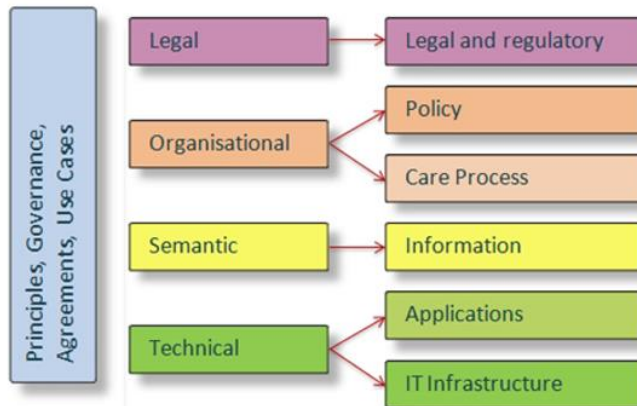 Principles, Governance,
Agreements, Use Cases
Legal
Legal and regulatory
Organisational
Policy
Care Process
Semantic
Information
Technical
Applications
IT Infrastructure